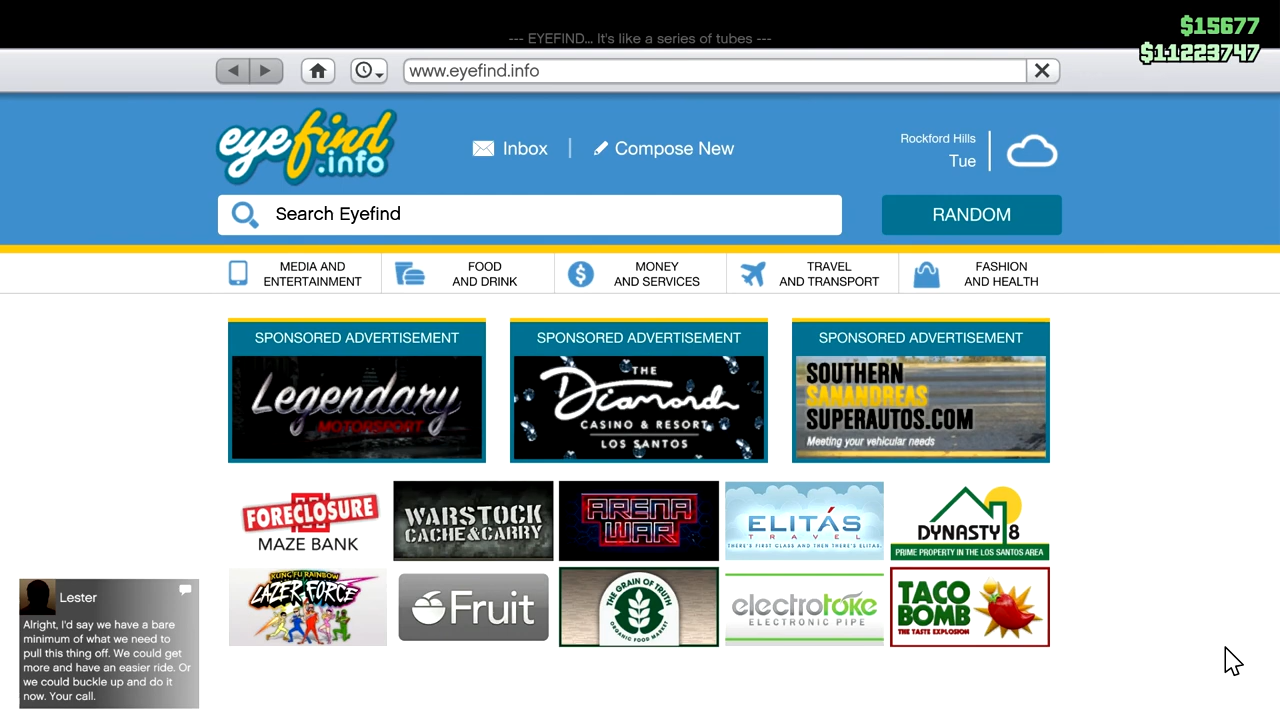 $15677
--- EYEFIND... It's like a series of tubes ---
$11223747
www.eyefind.info
eyefind
.info
Inbox
Compose New
Rockford Hills
Tue
Search Eyefind
RANDOM
MEDIA AND
ENTERTAINMENT
FOOD
AND DRINK
MONEY
AND SERVICES
TRAVEL
AND TRANSPORT
FASHION
AND HEALTH
SPONSORED ADVERTISEMENT
Legendary
MOTORSPORT
SPONSORED ADVERTISEMENT
THE
Diamond
CASINO & RESORT
LOS SANTOS
SPONSORED ADVERTISEMENT
SOUTHERN
SANANDREAS
SUPERAUTOS.COM
Meeting your vehicular needs
FORECLOSURE
MAZE BANK
WARSTOCK
CACHE&CARRY
ARENA
WAR
ELITÁS
TRAVEL
THERE'S FIRST CLASS AND THEN THERE'S ELITAS.
DYNASTY 8
PRIME PROPERTY IN THE LOS SANTOS AREA
KUNG FU RAINBOW
LAZER FORCE
Fruit
THE GRAIN OF TRUTH
ORGANIC FOOD MARKET
electrotoke
ELECTRONIC PIPE
TACO
BOMB
THE TASTE EXPLOSION
Lester
Alright, I'd say we have a bare
minimum of what we need to
pull this thing off. We could get
more and have an easier ride. Or
we could buckle up and do it
now. Your call.